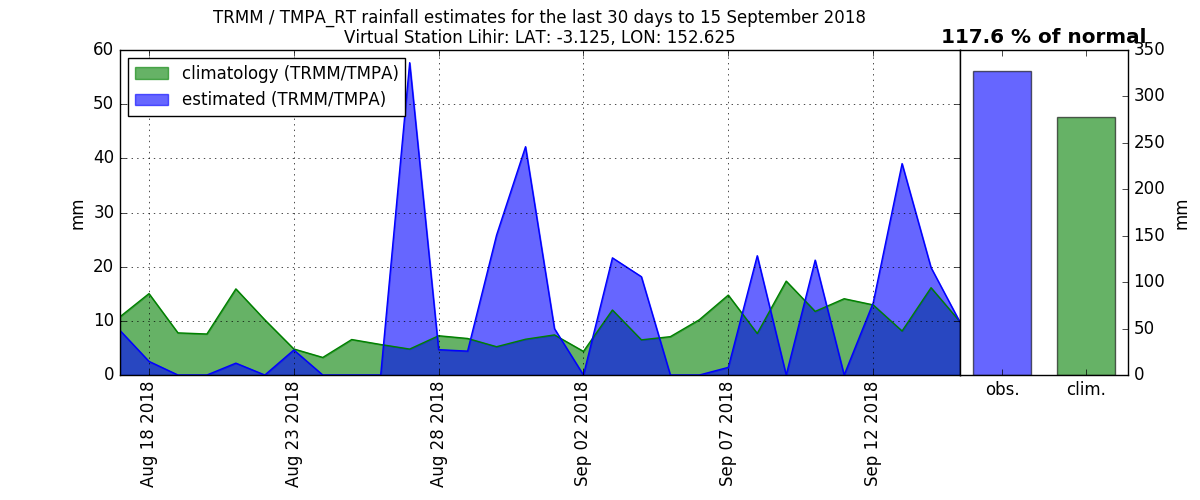 TRMM / TMPA_RT rainfall estimates for the last 30 days to 15 September 2018
Virtual Station Lihir: LAT: -3.125, LON: 152.625
117.6 % of normal
climatology (TRMM/TMPA)
estimated (TRMM/TMPA)
60
50
40
30
20
10
0
mm
Aug 18 2018
Aug 23 2018
Aug 28 2018
Sep 02 2018
Sep 07 2018
Sep 12 2018
350
300
250
200
150
100
50
0
mm
obs.
clim.